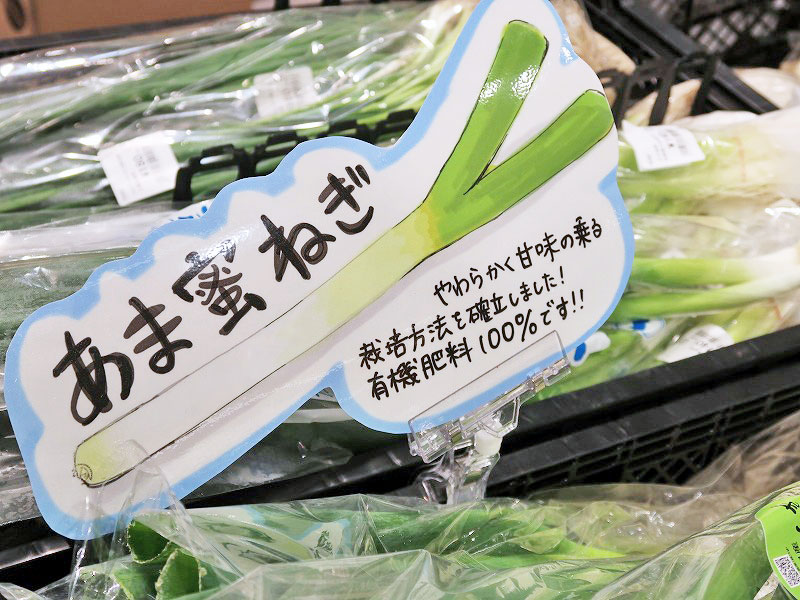 あま蜜ねぎ
やわらかく甘味の乗る
栽培方法を確立しました！
有機肥料100％です!!